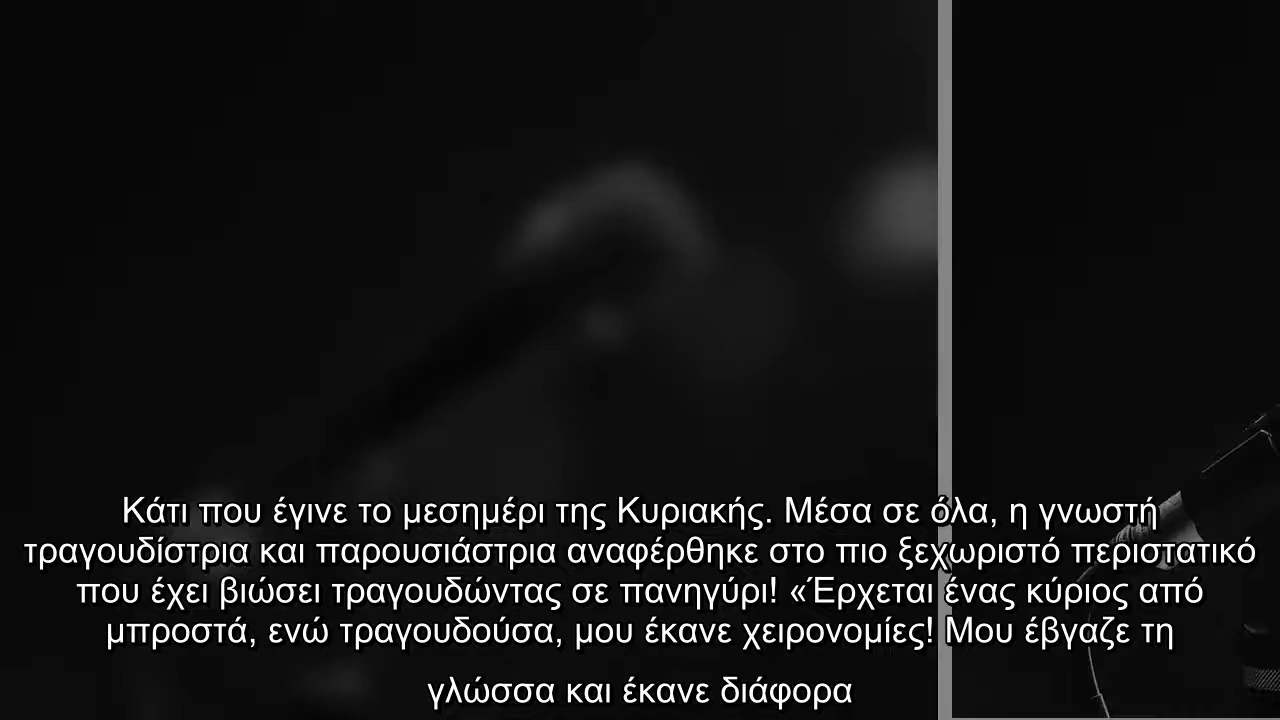 Κάτι που έγινε το μεσημέρι της Κυριακής. Μέσα σε όλα, η γνωστή
τραγουδίστρια και παρουσιάστρια αναφέρθηκε στο πιο ξεχωριστό περιστατικό
που έχει βιώσει τραγουδώντας σε πανηγύρι! «Έρχεται ένας κύριος από
μπροστά, ενώ τραγουδούσα, μου έκανε χειρονομίες! Μου έβγαζε τη
γλώσσα και έκανε διάφορα